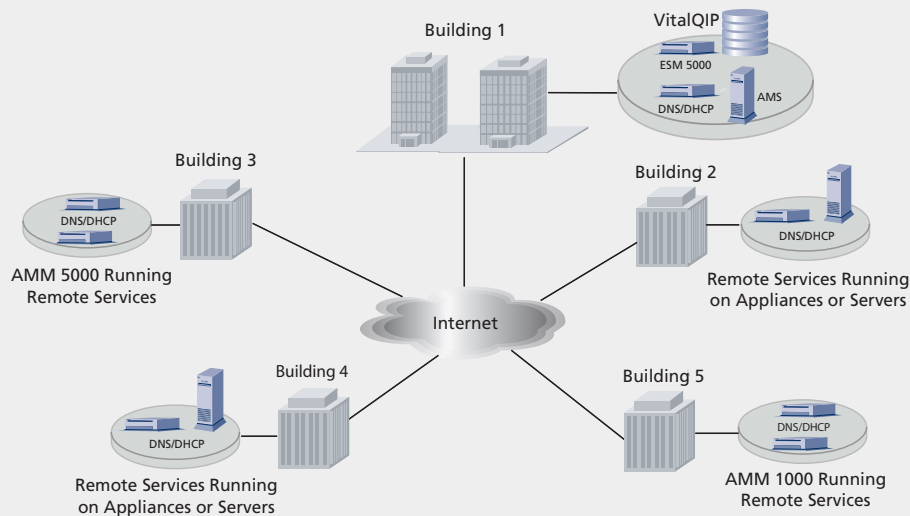 Building 1
VitalQIP
ESM 5000
DNS/DHCP
AMS
Building 3
DNS/DHCP
AMM 5000 Running
Remote Services
Building 2
DNS/DHCP
Remote Services Running
on Appliances or Servers
Internet
Building 4
DNS/DHCP
Remote Services Running
on Appliances or Servers
Building 5
DNS/DHCP
AMM 1000 Running
Remote Services